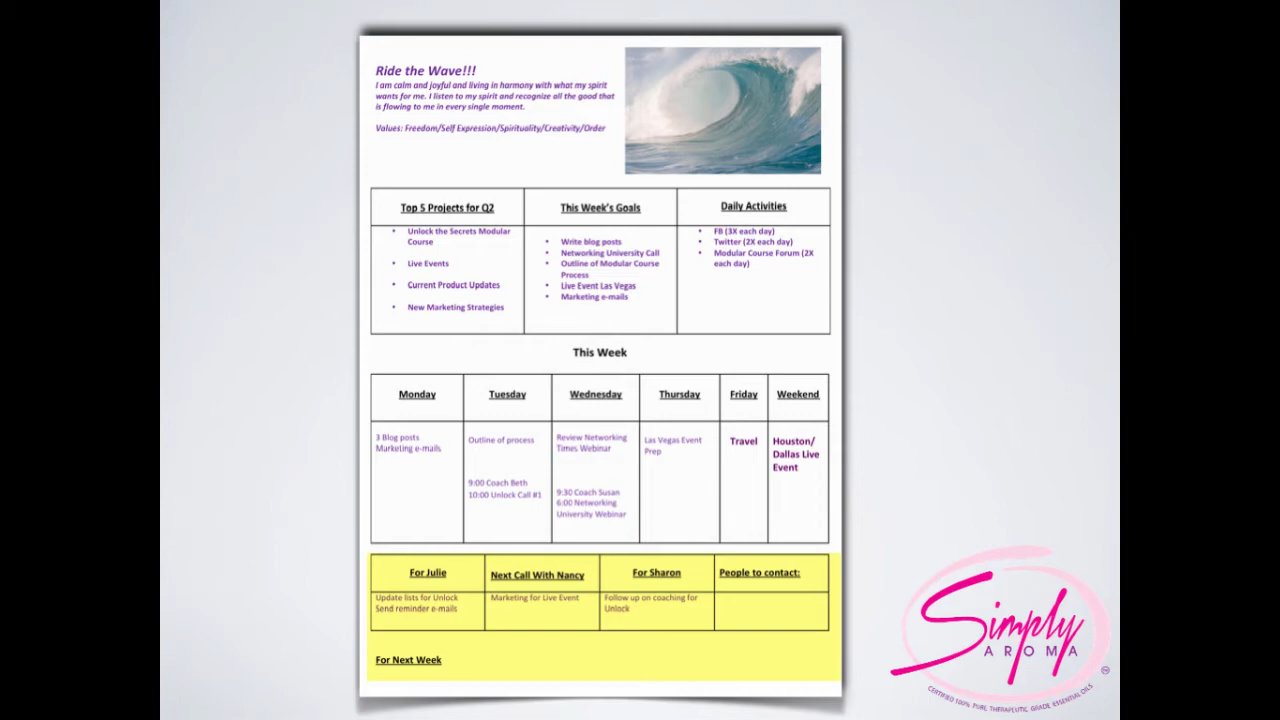 Ride the Wave!!!
I am calm and joyful and living in harmony with what my spirit
wants for me. I listen to my spirit and recognize all the good that
is flowing to me in every single moment.
Values: Freedom/Self Expression/Spirituality/Creativity/Order
Top 5 Projects for Q2
• Unlock the Secrets Modular
Course
• Live Events
• Current Product Updates
• New Marketing Strategies
This Week's Goals
• Write blog posts
• Networking University Call
• Outline of Modular Course
Process
• Live Event Las Vegas
• Marketing e-mails
Daily Activities
• FB (3X each day)
• Twitter (2X each day)
• Modular Course Forum (2X
each day)
This Week
Monday
3 Blog posts
Marketing e-mails
Tuesday
Outline of process
9:00 Coach Beth
10:00 Unlock Call #1
Wednesday
Review Networking
Times Webinar
9:30 Coach Susan
6:00 Networking
University Webinar
Thursday
Las Vegas Event
Prep
Friday
Travel
Weekend
Houston/
Dallas Live
Event
For Julie
Update lists for Unlock
Send reminder e-mails
Next Call With Nancy
Marketing for Live Event
For Sharon
Follow up on coaching for
Unlock
People to contact:
For Next Week
Simply
AROMA
®
CERTIFIED 100% PURE THERAPEUTIC GRADE ESSENTIAL OILS